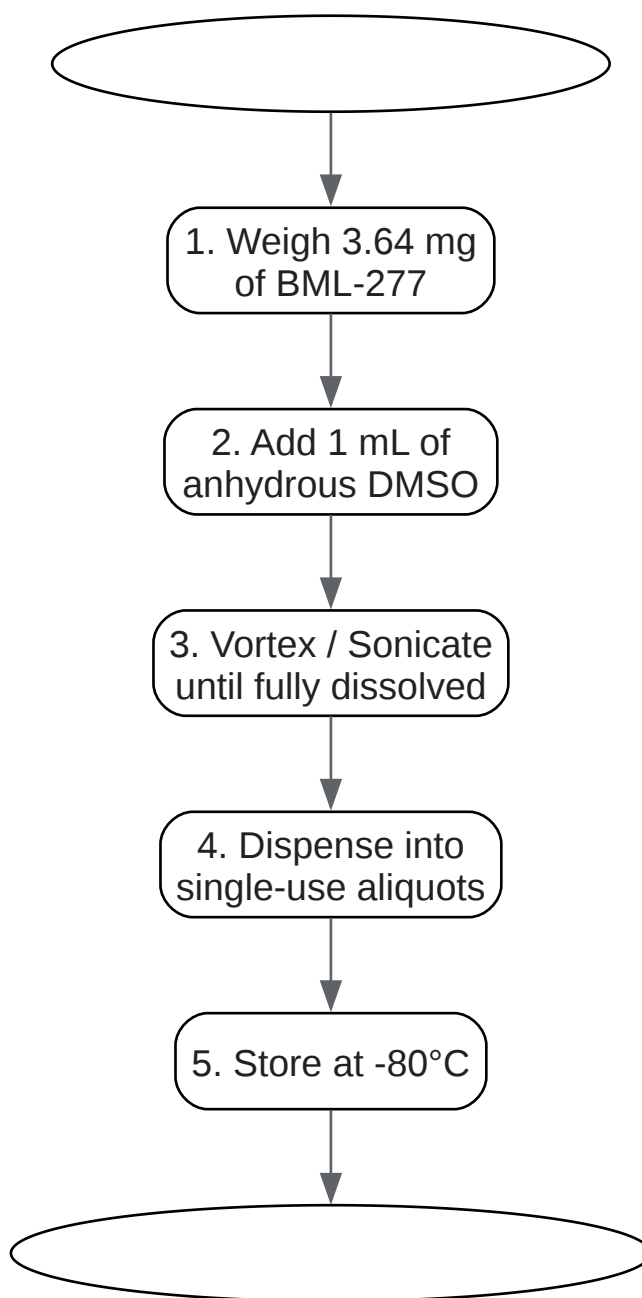 1. Weigh 3.64 mg
of BML-277
2. Add 1 mL of
anhydrous DMSO
3. Vortex / Sonicate
until fully dissolved
4. Dispense into
single-use aliquots
5. Store at -80°C